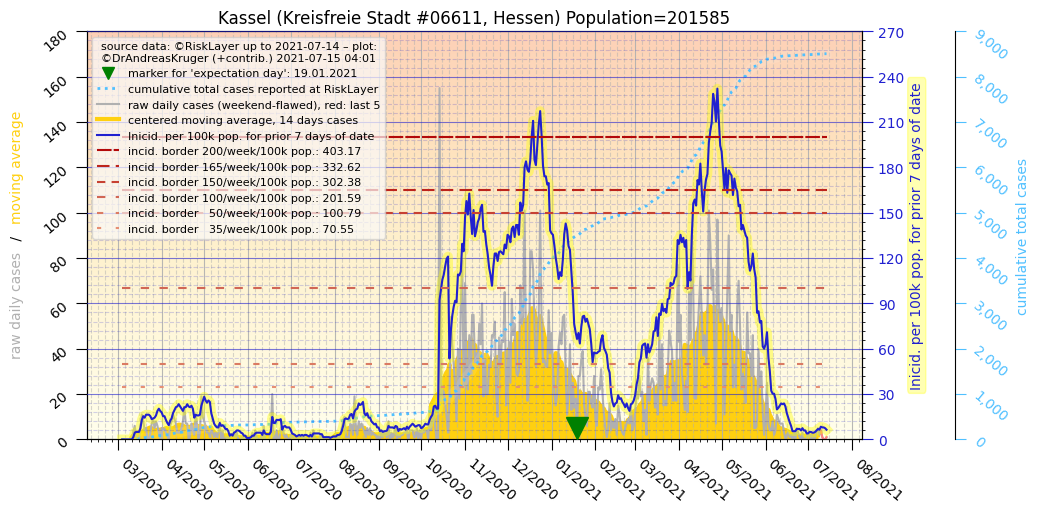 Kassel (Kreisfreie Stadt #06611, Hessen) Population=201585
source data: ©RiskLayer up to 2021-07-14 – plot:
©DrAndreasKruger (+contrib.) 2021-07-15 04:01
marker for 'expectation day': 19.01.2021
cumulative total cases reported at RiskLayer
raw daily cases (weekend-flawed), red: last 5
centered moving average, 14 days cases
Inicid. per 100k pop. for prior 7 days of date
incid. border 200/week/100k pop.: 403.17
incid. border 165/week/100k pop.: 332.62
incid. border 150/week/100k pop.: 302.38
incid. border 100/week/100k pop.: 201.59
incid. border   50/week/100k pop.: 100.79
incid. border   35/week/100k pop.: 70.55
raw daily cases / moving average
180
160
140
120
100
80
60
40
20
0
03/2020
04/2020
05/2020
06/2020
07/2020
08/2020
09/2020
10/2020
11/2020
12/2020
01/2021
02/2021
03/2021
04/2021
05/2021
06/2021
07/2021
08/2021
270
240
210
180
150
120
90
60
30
0
Inicid. per 100k pop. for prior 7 days of date
9,000
8,000
7,000
6,000
5,000
4,000
3,000
2,000
1,000
0
cumulative total cases